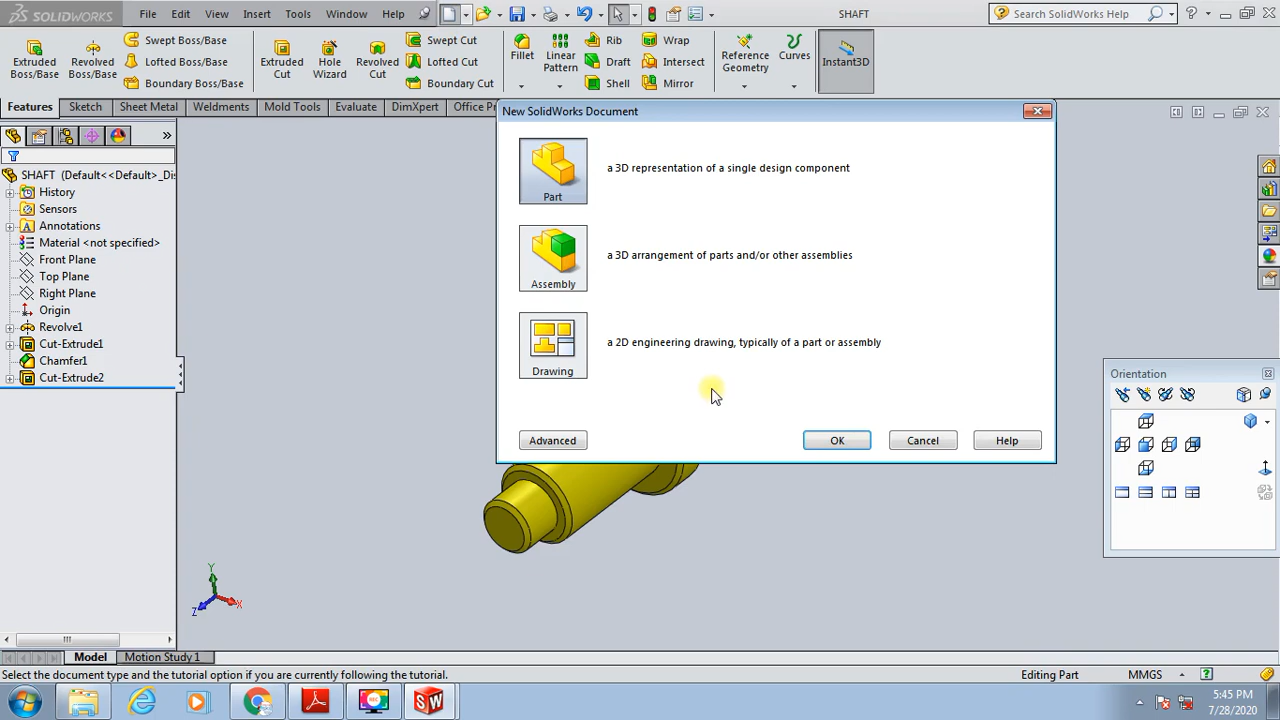 SOLIDWORKS File Edit View Insert Tools Window Help SHAFT Search SolidWorks Help
Extruded Boss/Base
Revolved Boss/Base
Swept Boss/Base
Lofted Boss/Base
Boundary Boss/Base
Extruded Cut
Hole Wizard
Revolved Cut
Swept Cut
Lofted Cut
Boundary Cut
Fillet
Linear Pattern
Rib
Draft
Shell
Wrap
Intersect
Mirror
Reference Geometry
Curves
Instant3D
Features Sketch Sheet Metal Weldments Mold Tools Evaluate DimXpert Office Pr
New SolidWorks Document
Part
a 3D representation of a single design component
Assembly
a 3D arrangement of parts and/or other assemblies
Drawing
a 2D engineering drawing, typically of a part or assembly
Advanced OK Cancel Help
SHAFT (Default<<Default>_Dis
History
Sensors
Annotations
Material <not specified>
Front Plane
Top Plane
Right Plane
Origin
Revolve1
Cut-Extrude1
Chamfer1
Cut-Extrude2
Orientation
Y
Z
X
Model Motion Study 1
Select the document type and the tutorial option if you are currently following the tutorial. Editing Part MMGS
REC
SW
5:45 PM
7/28/2020